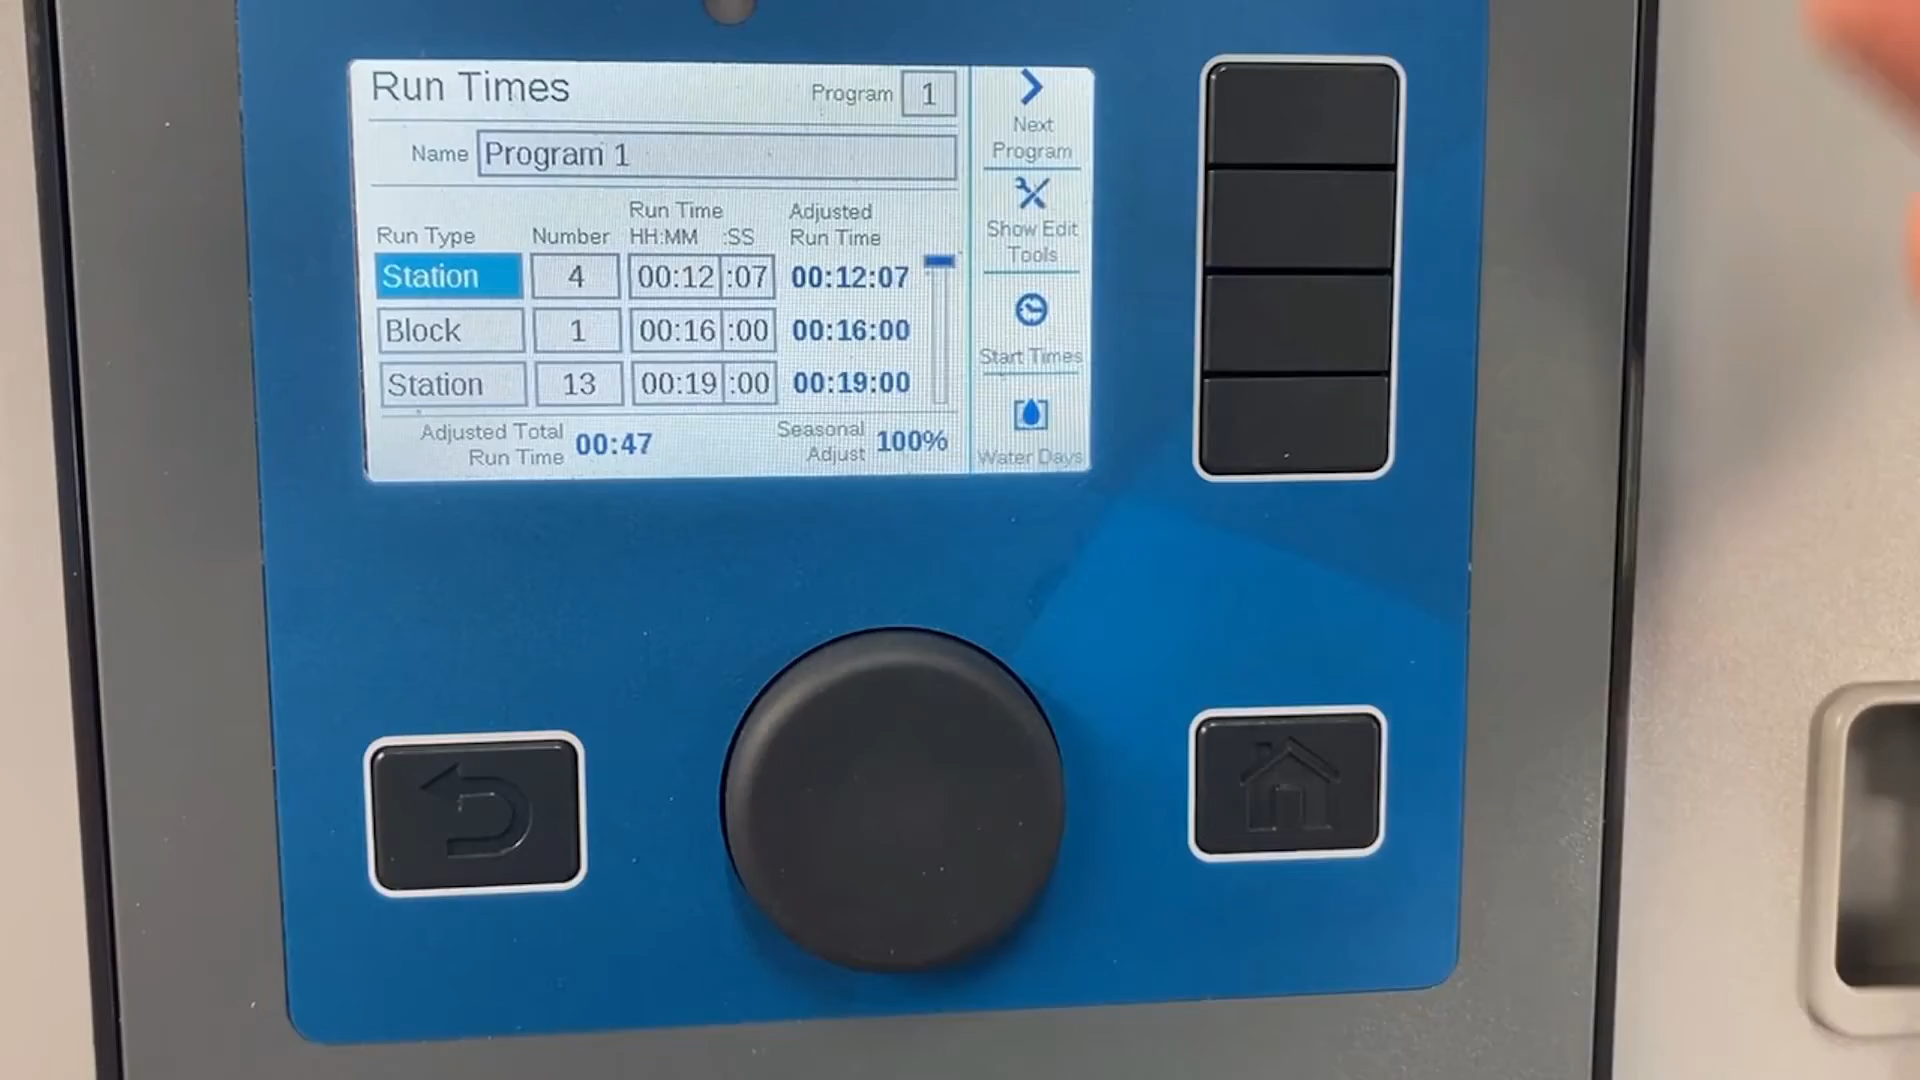 Run Times Program 1
Name Program 1
Run Type Number Run Time HH:MM :SS Adjusted Run Time
Station 4 00:12 :07 00:12:07
Block 1 00:16 :00 00:16:00
Station 13 00:19 :00 00:19:00
Adjusted Total Run Time 00:47 Seasonal Adjust 100%
Next
Program
Show Edit
Tools
Start Times
Water Days